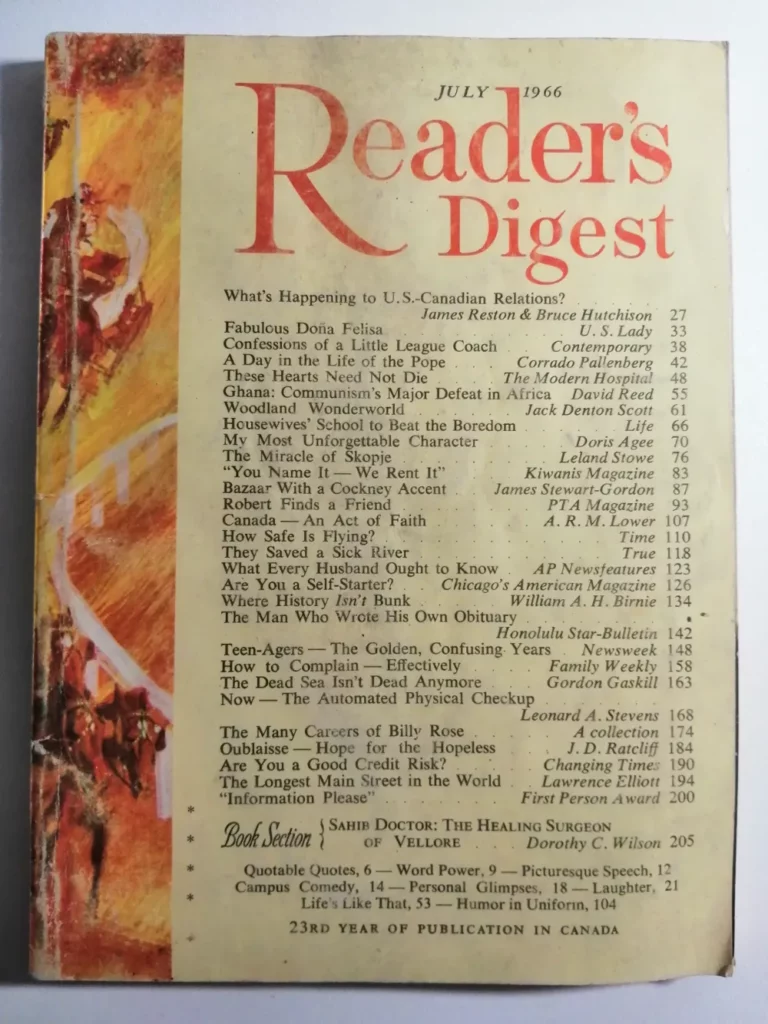 JULY 1966
Reader's
Digest
What's Happening to U.S.-Canadian Relations? . . . . .
James Reston & Bruce Hutchison 27
Fabulous Doña Felisa . . . . . . . . . U. S. Lady 33
Confessions of a Little League Coach . . . Contemporary 38
A Day in the Life of the Pope . . . Corrado Pallenberg 42
These Hearts Need Not Die . . . The Modern Hospital 48
Ghana: Communism's Major Defeat in Africa David Reed 55
Woodland Wonderworld . . . . . Jack Denton Scott 61
Housewives' School to Beat the Boredom . . . . . Life 66
My Most Unforgettable Character . . . . . Doris Agee 70
The Miracle of Skopje . . . . . . . . Leland Stowe 76
"You Name It — We Rent It" . . . Kiwanis Magazine 83
Bazaar With a Cockney Accent . James Stewart-Gordon 87
Robert Finds a Friend . . . . . . . PTA Magazine 93
Canada — An Act of Faith . . . . . A. R. M. Lower 107
How Safe Is Flying? . . . . . . . . . . . Time 110
They Saved a Sick River . . . . . . . . . True 118
What Every Husband Ought to Know . AP Newsfeatures 123
Are You a Self-Starter? . . Chicago's American Magazine 126
Where History Isn't Bunk . . . . William A. H. Birnie 134
The Man Who Wrote His Own Obituary . . . . . .
Honolulu Star-Bulletin 142
Teen-Agers — The Golden, Confusing Years . Newsweek 148
How to Complain — Effectively . . . . Family Weekly 158
The Dead Sea Isn't Dead Anymore . . . Gordon Gaskill 163
Now — The Automated Physical Checkup . . . . .
Leonard A. Stevens 168
The Many Careers of Billy Rose . . . . . A collection 174
Oublaisse — Hope for the Hopeless . . . J. D. Ratcliff 184
Are You a Good Credit Risk? . . . . Changing Times 190
The Longest Main Street in the World . . Lawrence Elliott 194
"Information Please" . . . . . . . First Person Award 200
Book Section { SAHIB DOCTOR: THE HEALING SURGEON
OF VELLORE . . . Dorothy C. Wilson 205
Quotable Quotes, 6 — Word Power, 9 — Picturesque Speech, 12
Campus Comedy, 14 — Personal Glimpses, 18 — Laughter, 21
Life's Like That, 53 — Humor in Uniform, 104
23RD YEAR OF PUBLICATION IN CANADA